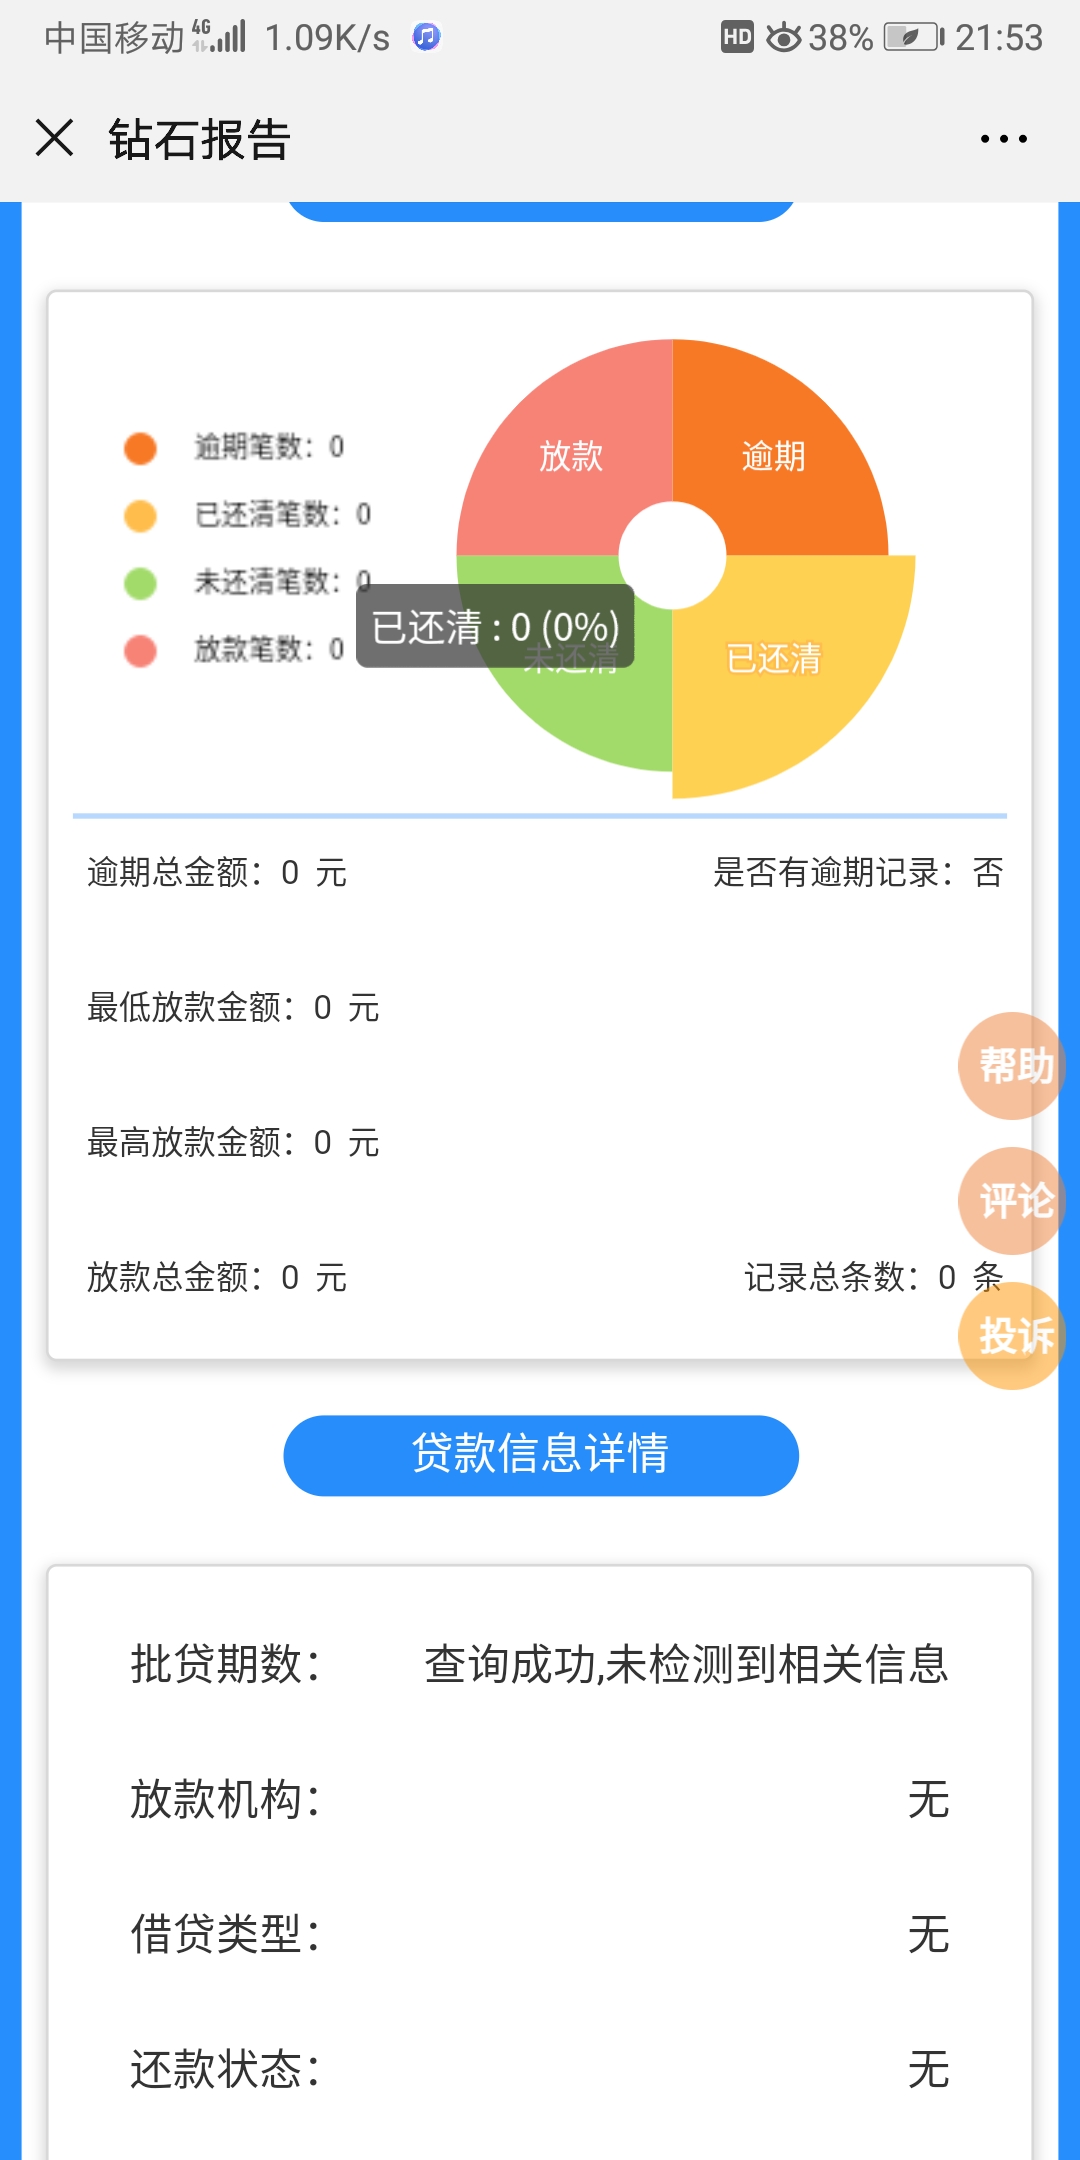 中国移动 4G 1.09K/s HD 38% 21:53
钻石报告
放款
逾期
逾期笔数：0
已还清笔数：0
未还清笔数：0
放款笔数：0
已还清 : 0 (0%)
未还清
已还清
逾期总金额：0 元
是否有逾期记录：否
最低放款金额：0 元
帮助
最高放款金额：0 元
评论
放款总金额：0 元
记录总条数：0 条
投诉
贷款信息详情
批贷期数：
查询成功,未检测到相关信息
放款机构：
无
借贷类型：
无
还款状态：
无